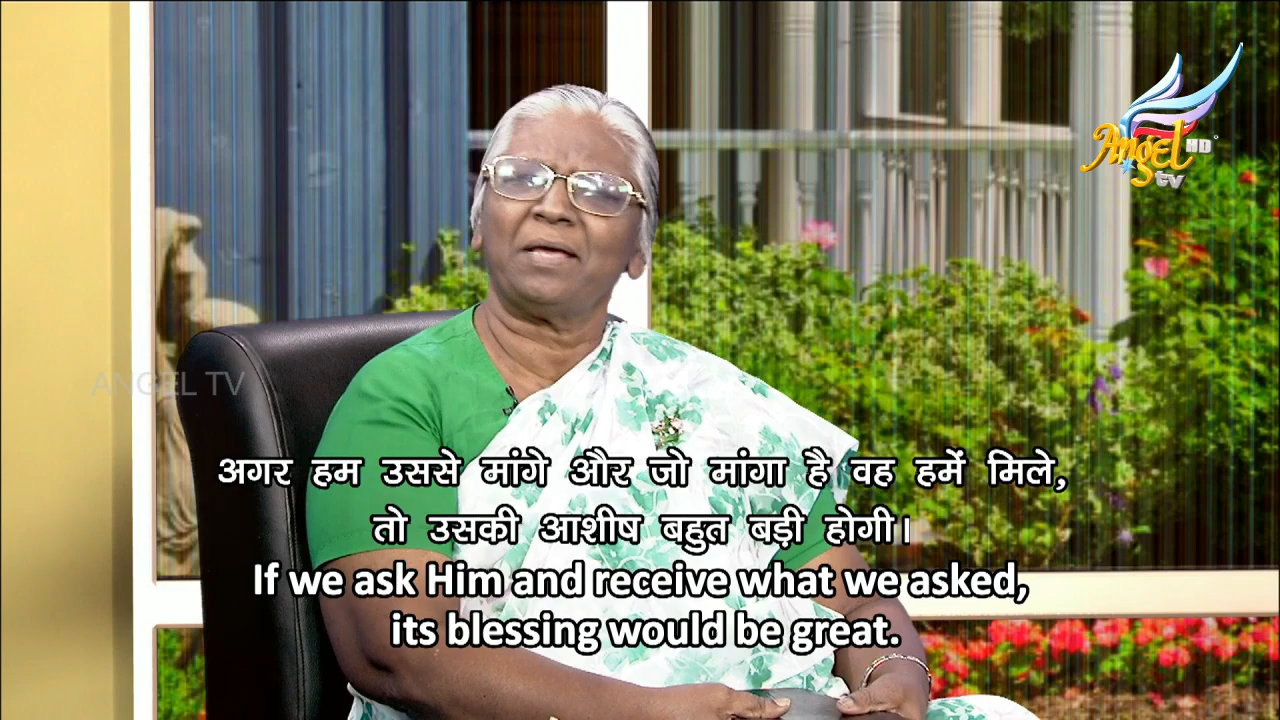 Angel HD
tv
ANGEL TV
अगर हम उससे मांगे और जो मांगा है वह हमें मिले,
तो उसकी आशीष बहुत बड़ी होगी।
If we ask Him and receive what we asked,
its blessing would be great.